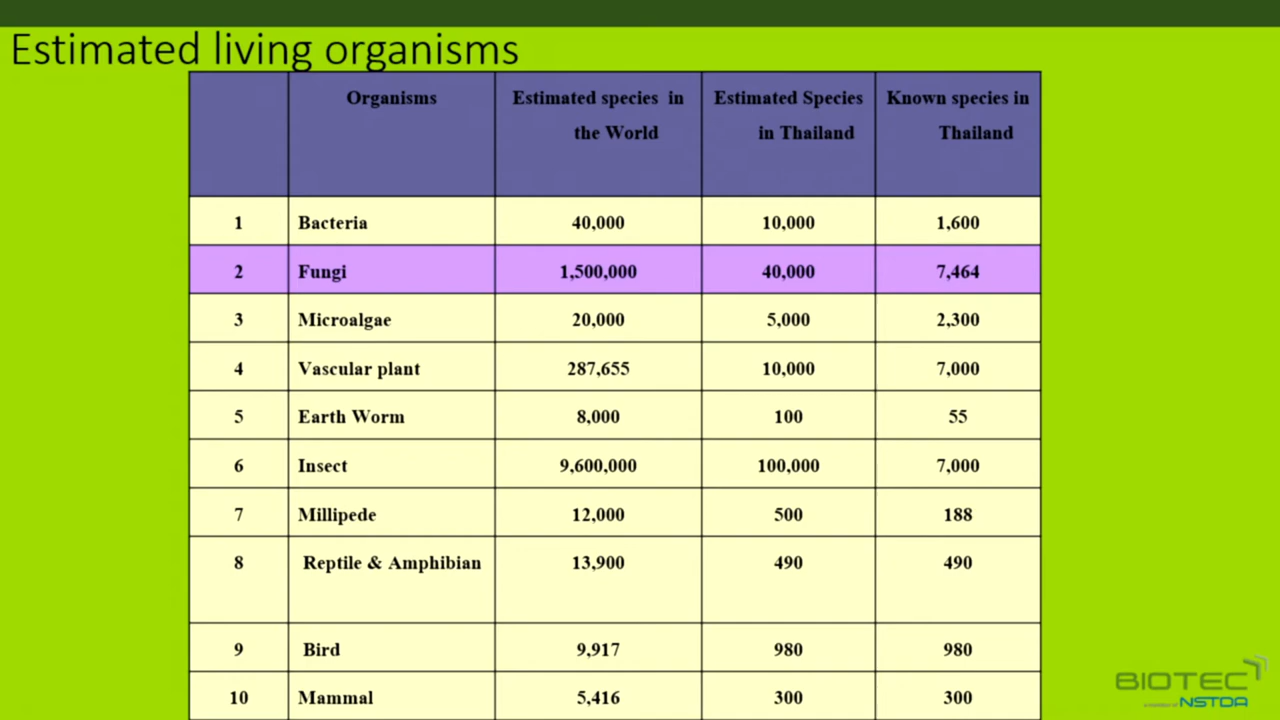 Estimated living organisms
Organisms Estimated species in the World Estimated Species in Thailand Known species in Thailand
1 Bacteria 40,000 10,000 1,600
2 Fungi 1,500,000 40,000 7,464
3 Microalgae 20,000 5,000 2,300
4 Vascular plant 287,655 10,000 7,000
5 Earth Worm 8,000 100 55
6 Insect 9,600,000 100,000 7,000
7 Millipede 12,000 500 188
8 Reptile & Amphibian 13,900 490 490
9 Bird 9,917 980 980
10 Mammal 5,416 300 300
BIOTEC
NSTDA